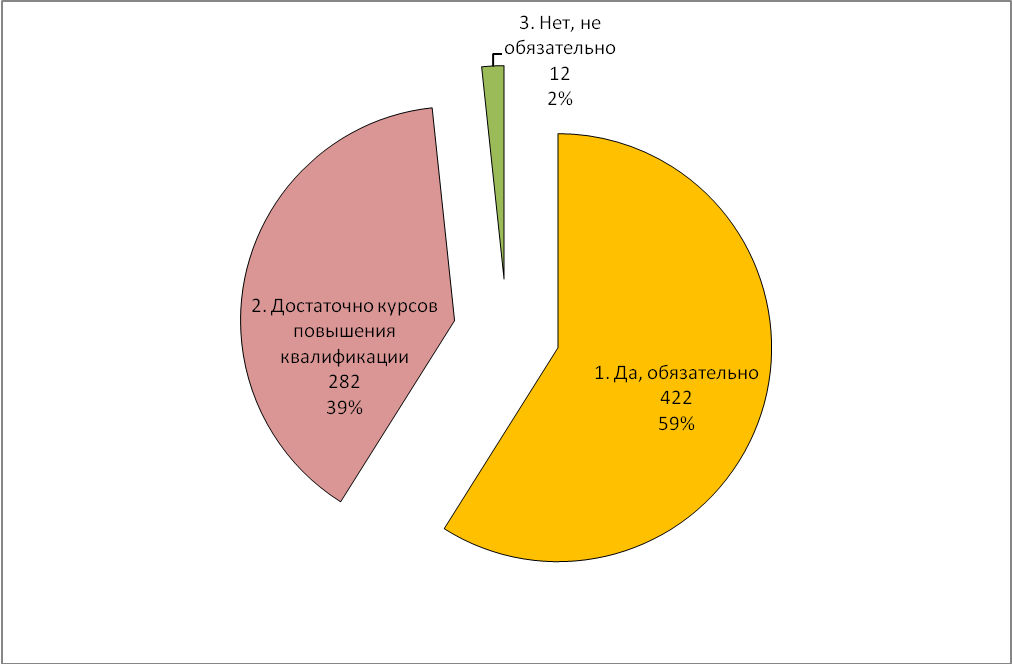 3. Нет, не
обязательно
12
2%
2. Достаточно курсов
повышения
квалификации
282
39%
1. Да, обязательно
422
59%